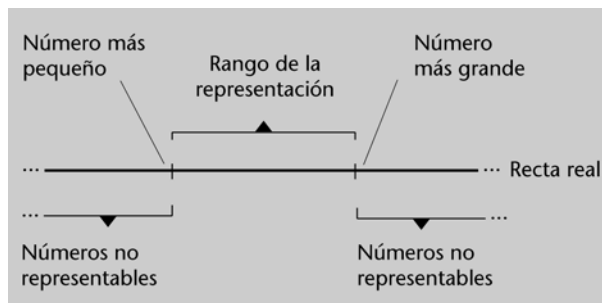 Número más
pequeño
Rango de la
representación
Número
más grande
... ... Recta real
... ...
Números no
representables
Números no
representables